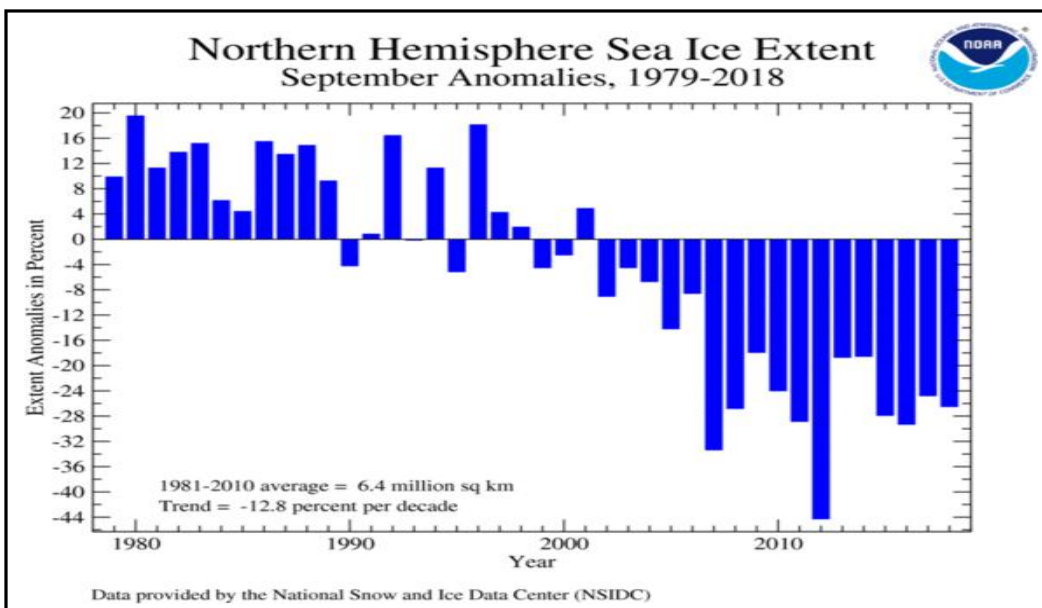 Northern Hemisphere Sea Ice Extent
September Anomalies, 1979-2018
NOAA
Extent Anomalies in Percent
20
16
12
8
4
0
-4
-8
-12
-16
-20
-24
-28
-32
-36
-40
-44
1981-2010 average = 6.4 million sq km
Trend = -12.8 percent per decade
1980
1990
2000
2010
Year
Data provided by the National Snow and Ice Data Center (NSIDC)